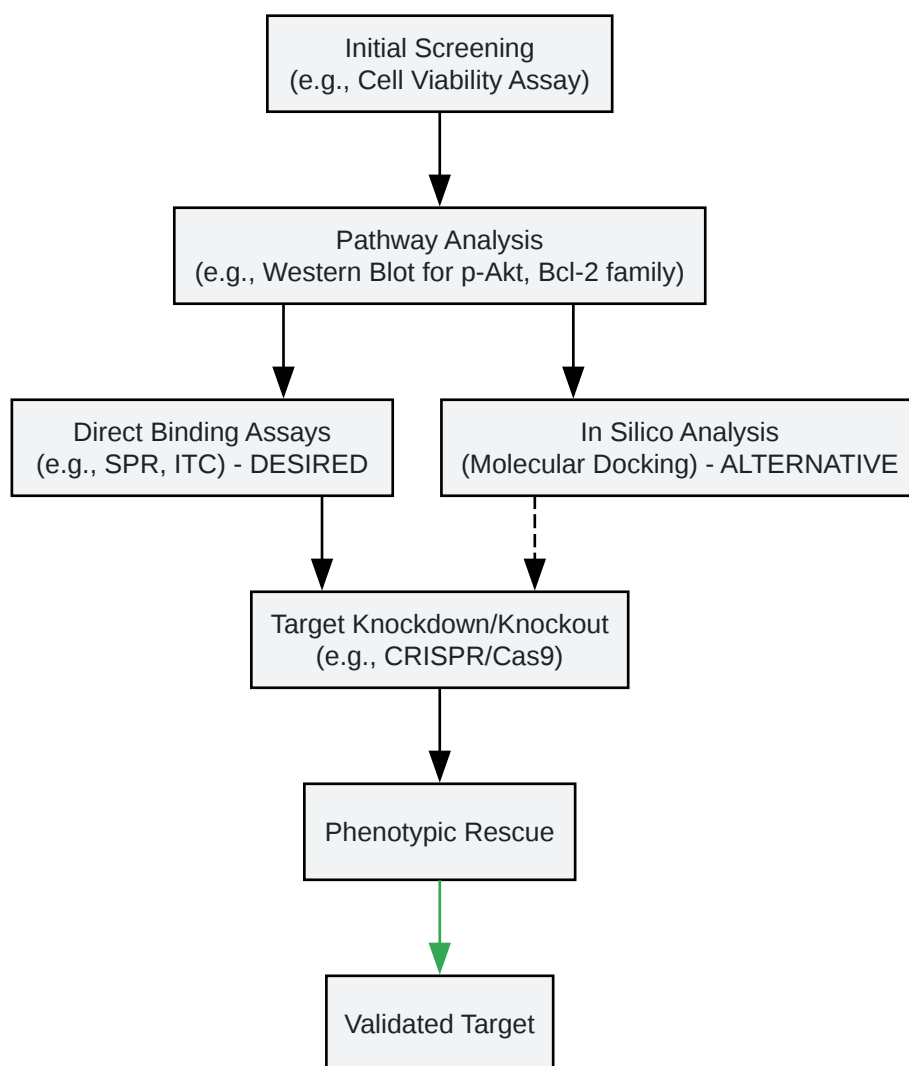 Initial Screening
(e.g., Cell Viability Assay)
Pathway Analysis
(e.g., Western Blot for p-Akt, Bcl-2 family)
Direct Binding Assays
(e.g., SPR, ITC) - DESIRED
In Silico Analysis
(Molecular Docking) - ALTERNATIVE
Target Knockdown/Knockout
(e.g., CRISPR/Cas9)
Phenotypic Rescue
Validated Target